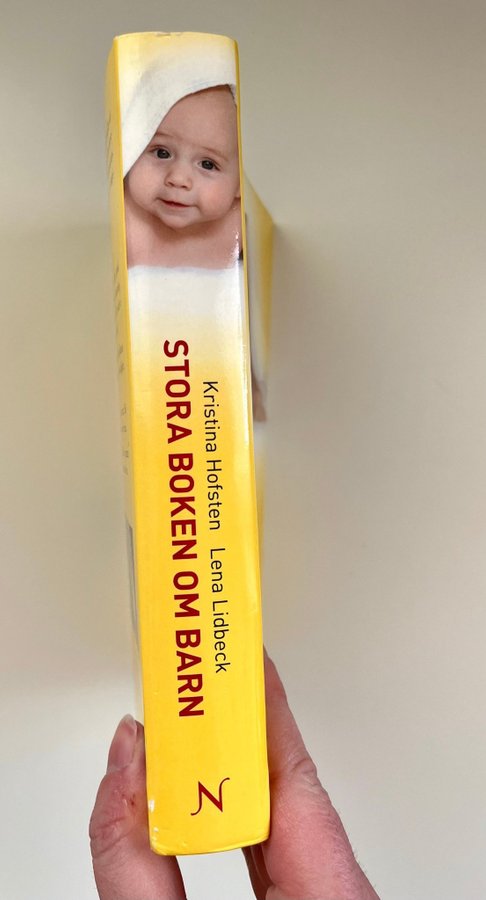 Kristina Hofsten Lena Lidbeck
STORA BOKEN OM BARN
Z